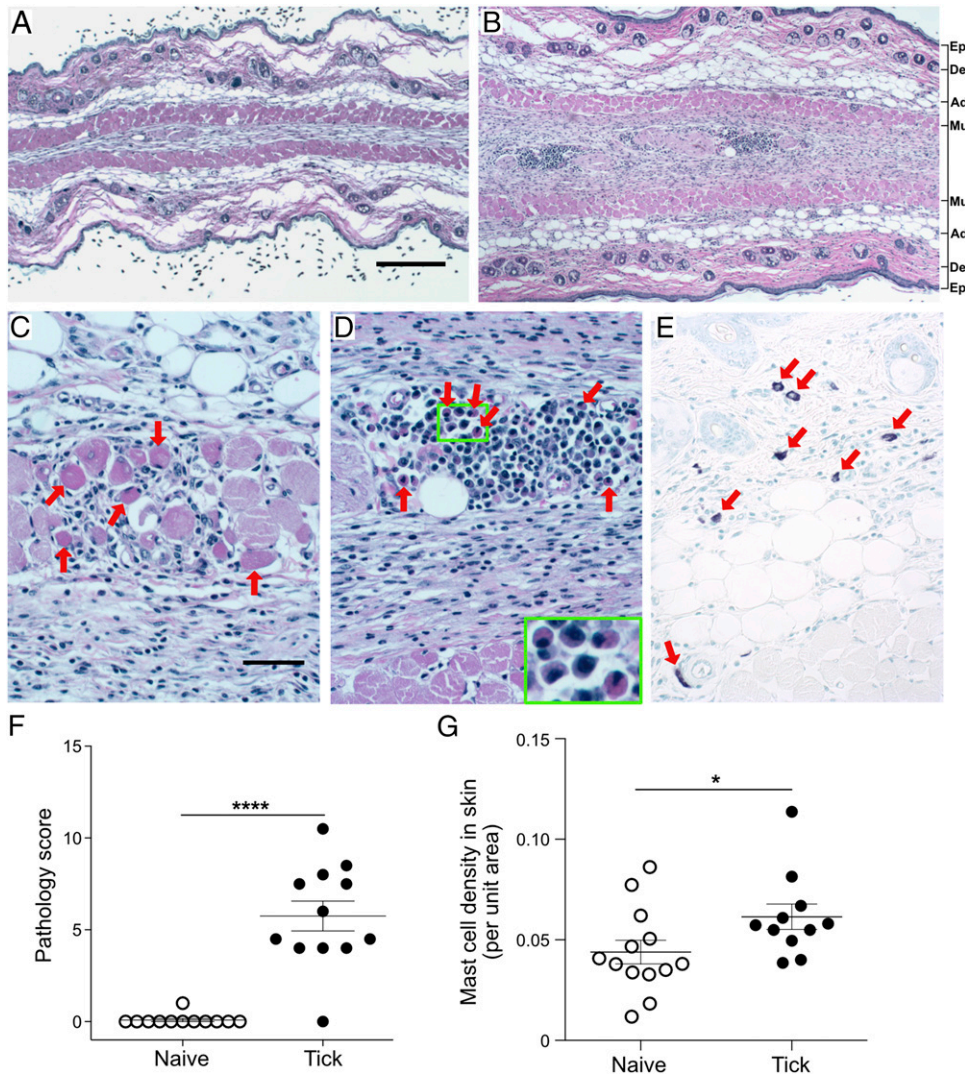 A
B
Ep
De
Ad
Mu
Mu
Ad
De
Ep
C
D
E
F
G
15
10
5
0
Pathology score
****
Naive
Tick
0.15
0.10
0.05
0
Mast cell density in skin
(per unit area)
*
Naive
Tick